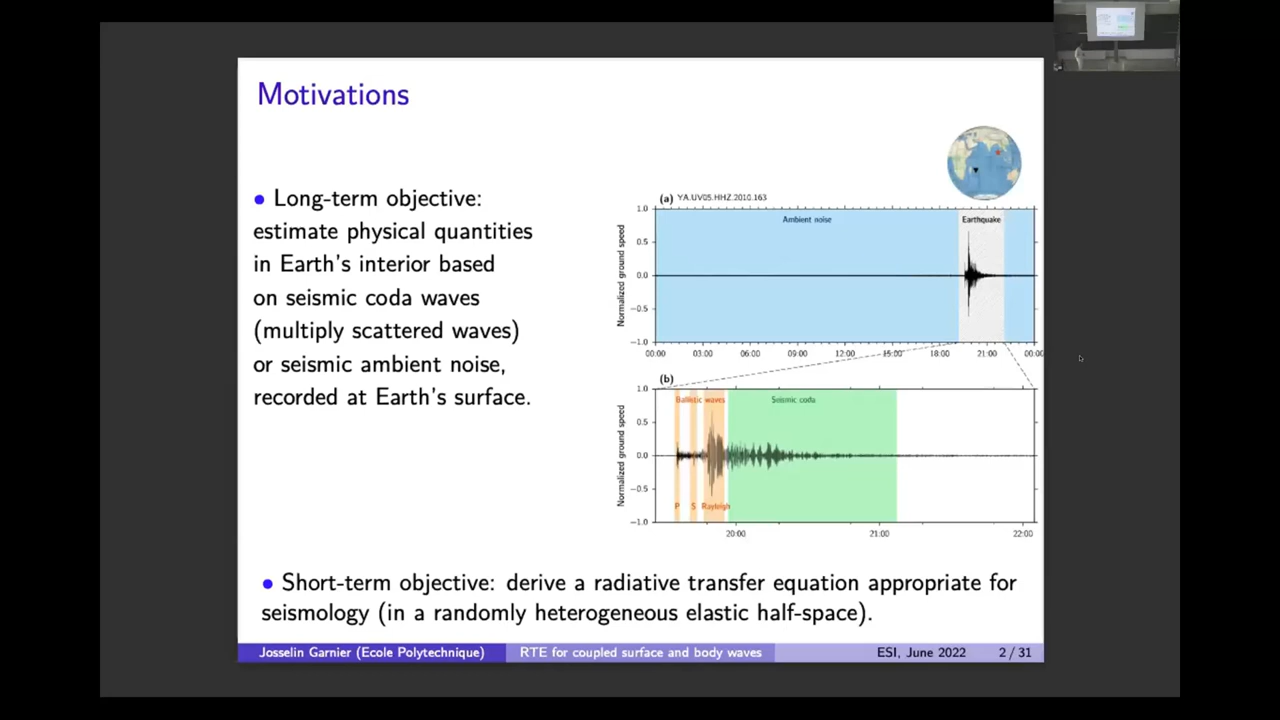 Motivations
● Long-term objective:
estimate physical quantities
in Earth's interior based
on seismic coda waves
(multiply scattered waves)
or seismic ambient noise,
recorded at Earth's surface.
(a) YA.UV05.HHZ.2010.163
Ambient noise
Earthquake
Normalized ground speed
1.0
0.5
0.0
−0.5
−1.0
00:00 03:00 06:00 09:00 12:00 15:00 18:00 21:00 00:00
(b)
Ballistic waves
Seismic coda
Normalized ground speed
1.0
0.5
0.0
−0.5
−1.0
P S Rayleigh
20:00 21:00 22:00
● Short-term objective: derive a radiative transfer equation appropriate for
seismology (in a randomly heterogeneous elastic half-space).
Josselin Garnier (Ecole Polytechnique) RTE for coupled surface and body waves ESI, June 2022 2 / 31